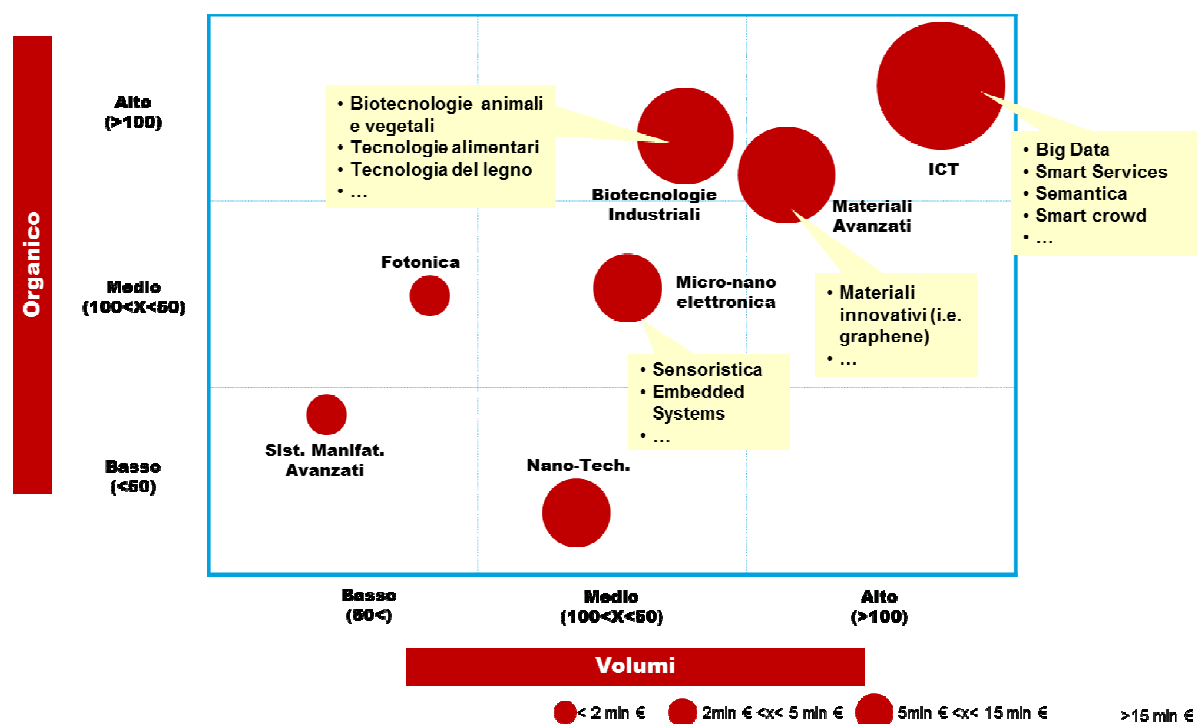 Organico
Alto
(>100)
Medio
(100<X<50)
Basso
(<50)
• Biotecnologie animali
e vegetali
• Tecnologie alimentari
• Tecnologia del legno
• ...
Biotecnologie
Industriali
Materiali
Avanzati
ICT
• Big Data
• Smart Services
• Semantica
• Smart crowd
• ...
Fotonica
Micro-nano
elettronica
• Materiali
innovativi (i.e.
graphene)
• ...
• Sensoristica
• Embedded
Systems
• ...
Sist. Manifat.
Avanzati
Nano-Tech.
Basso
(50<)
Medio
(100<X<50)
Alto
(>100)
Volumi
< 2 mln €
2mln € <x< 5 mln €
5mln € <x< 15 mln €
>15 mln €